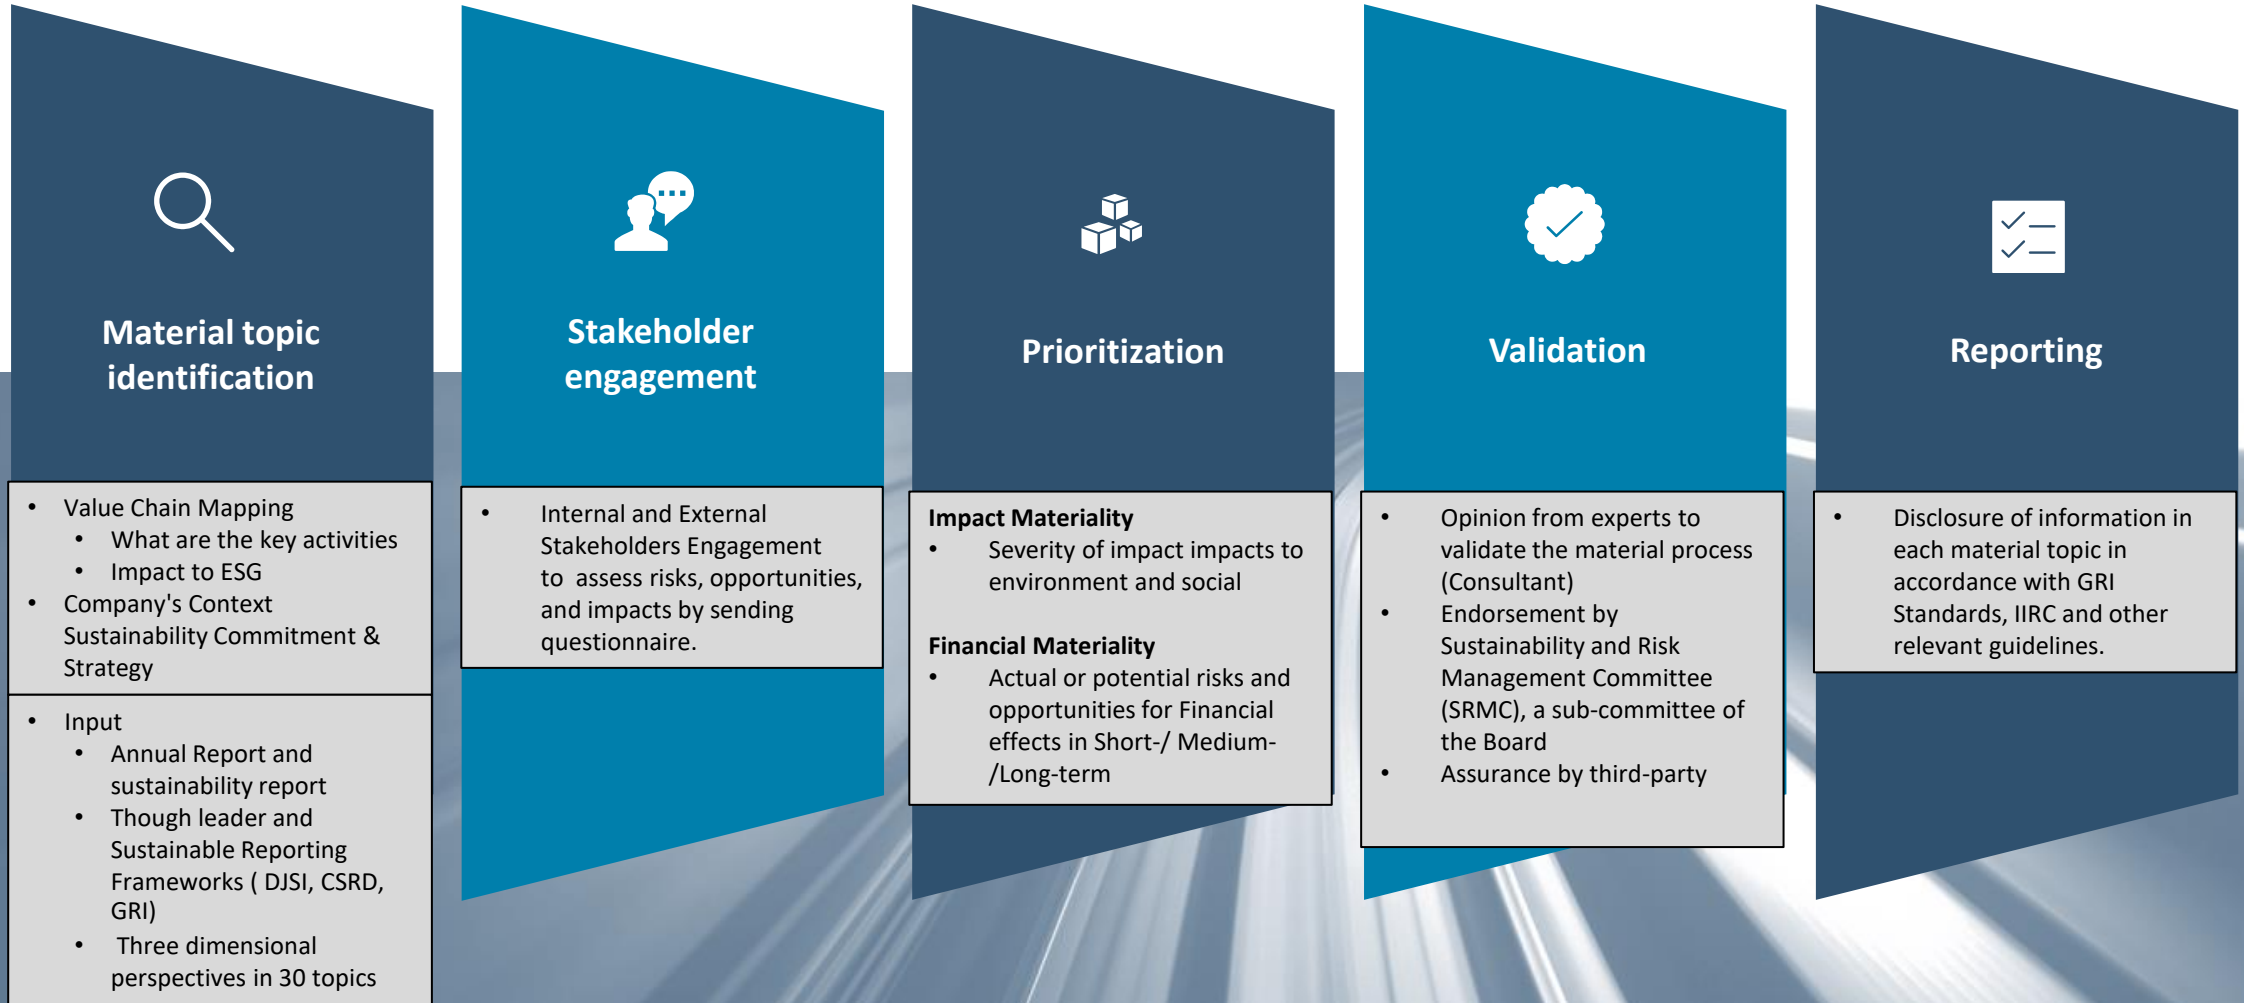 Material topic
identification
• Value Chain Mapping
• What are the key activities
• Impact to ESG
• Company's Context
Sustainability Commitment &
Strategy
• Input
• Annual Report and
sustainability report
• Though leader and
Sustainable Reporting
Frameworks ( DJSI, CSRD,
GRI)
• Three dimensional
perspectives in 30 topics
Stakeholder
engagement
• Internal and External
Stakeholders Engagement
to assess risks, opportunities,
and impacts by sending
questionnaire.
Prioritization
Impact Materiality
• Severity of impact impacts to
environment and social
Financial Materiality
• Actual or potential risks and
opportunities for Financial
effects in Short-/ Medium-
/Long-term
Validation
• Opinion from experts to
validate the material process
(Consultant)
• Endorsement by
Sustainability and Risk
Management Committee
(SRMC), a sub-committee of
the Board
• Assurance by third-party
Reporting
• Disclosure of information in
each material topic in
accordance with GRI
Standards, IIRC and other
relevant guidelines.